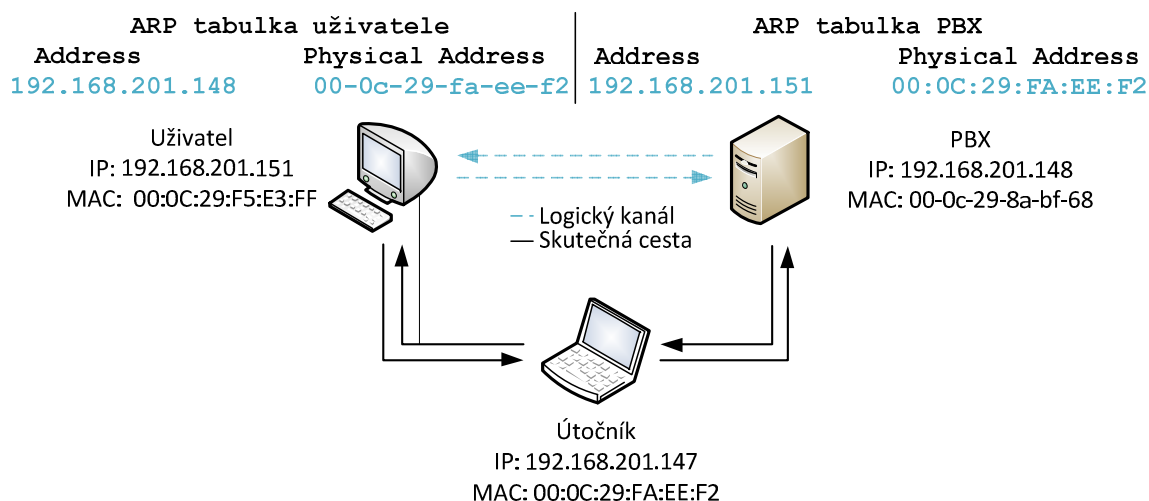 ARP tabulka uživatele
Address Physical Address
192.168.201.148 00-0c-29-fa-ee-f2
ARP tabulka PBX
Address Physical Address
192.168.201.151 00:0C:29:FA:EE:F2
Uživatel
IP: 192.168.201.151
MAC: 00:0C:29:F5:E3:FF
PBX
IP: 192.168.201.148
MAC: 00-0c-29-8a-bf-68
Logický kanál
Skutečná cesta
Útočník
IP: 192.168.201.147
MAC: 00:0C:29:FA:EE:F2